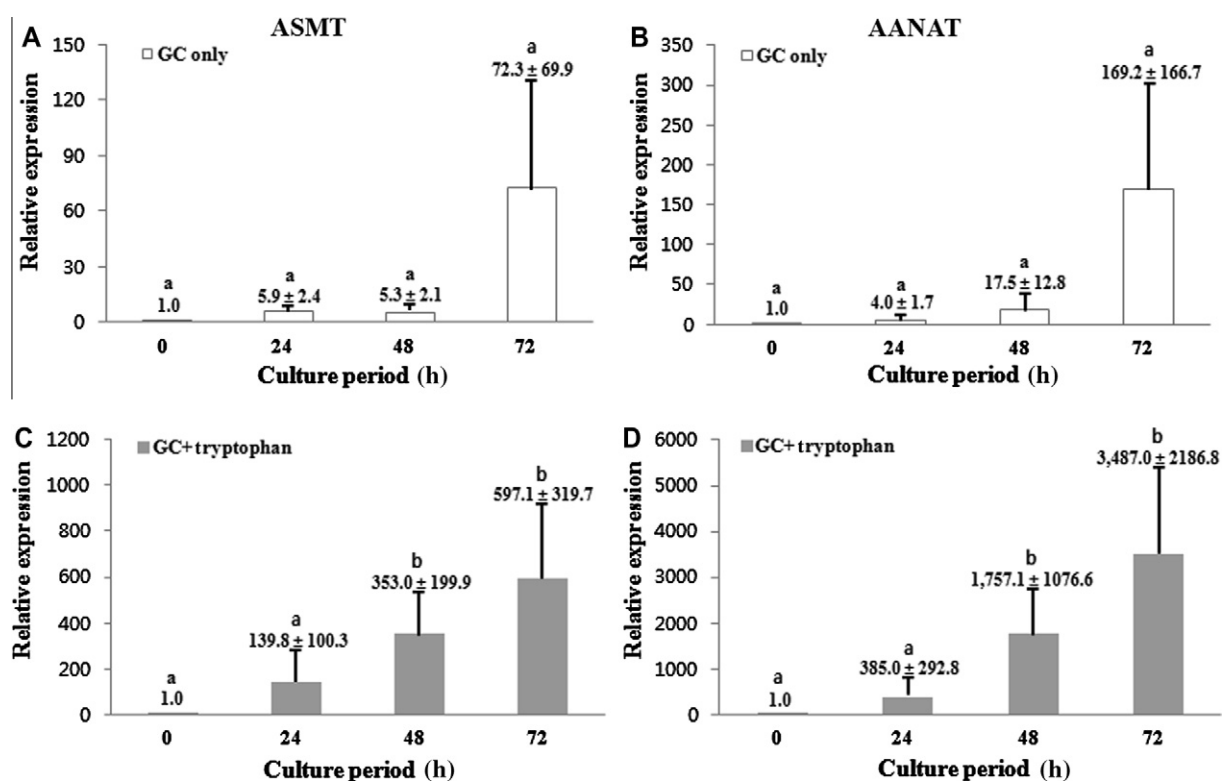 A
ASMT
GC only
Relative expression
150
120
90
60
30
0
a
1.0
a
5.9 ± 2.4
a
5.3 ± 2.1
a
72.3 ± 69.9
0 24 48 72
Culture period (h)
B
AANAT
GC only
Relative expression
350
300
250
200
150
100
50
0
a
1.0
a
4.0 ± 1.7
a
17.5 ± 12.8
a
169.2 ± 166.7
0 24 48 72
Culture period (h)
C
GC+ tryptophan
Relative expression
1200
1000
800
600
400
200
0
a
1.0
a
139.8 ± 100.3
b
353.0 ± 199.9
b
597.1 ± 319.7
0 24 48 72
Culture period (h)
D
GC+ tryptophan
Relative expression
6000
5000
4000
3000
2000
1000
0
a
1.0
a
385.0 ± 292.8
b
1,757.1 ± 1076.6
b
3,487.0 ± 2186.8
0 24 48 72
Culture period (h)